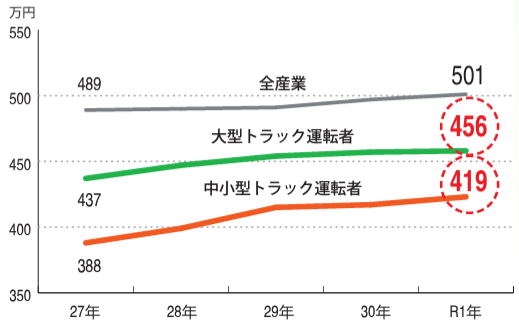 万円
550
500
450
400
350
489
全産業
501
大型トラック運転者
456
437
中小型トラック運転者
419
388
27年
28年
29年
30年
R1年